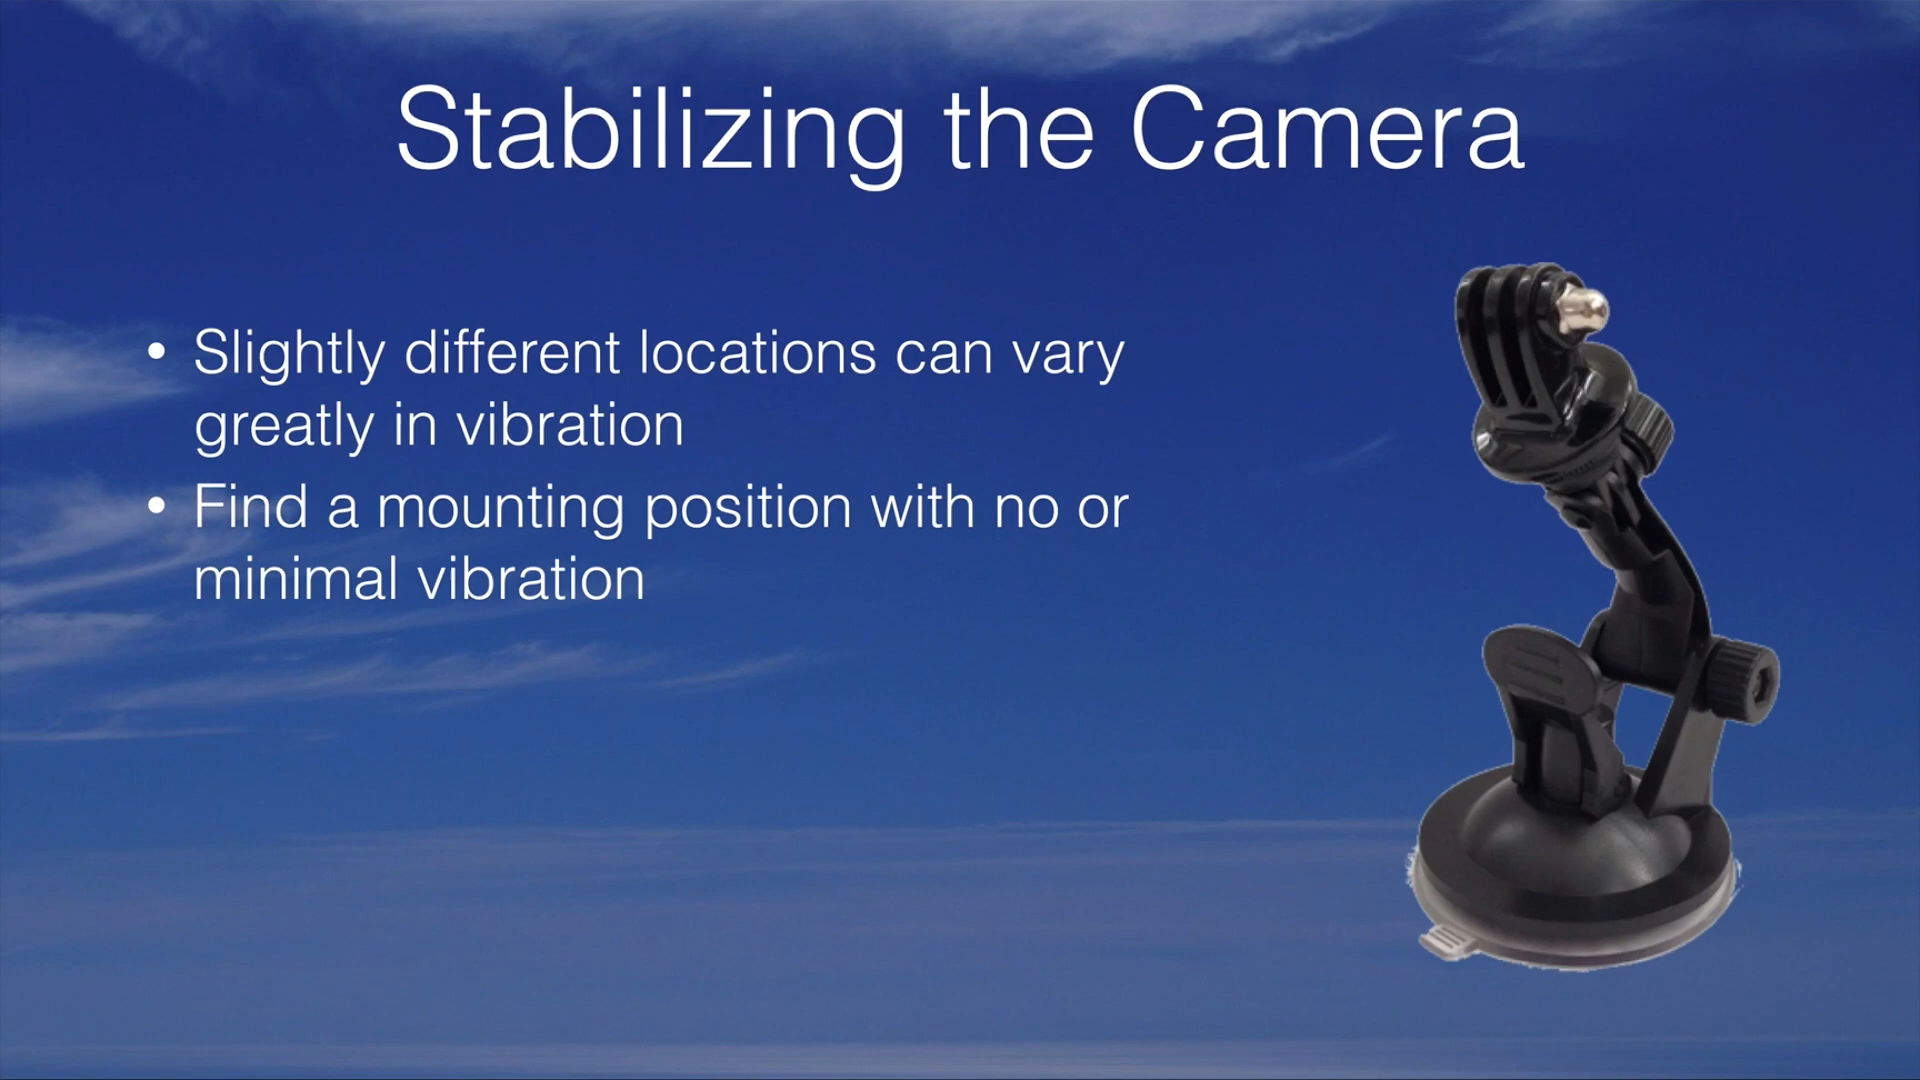 Stabilizing the Camera
• Slightly different locations can vary
greatly in vibration
• Find a mounting position with no or
minimal vibration